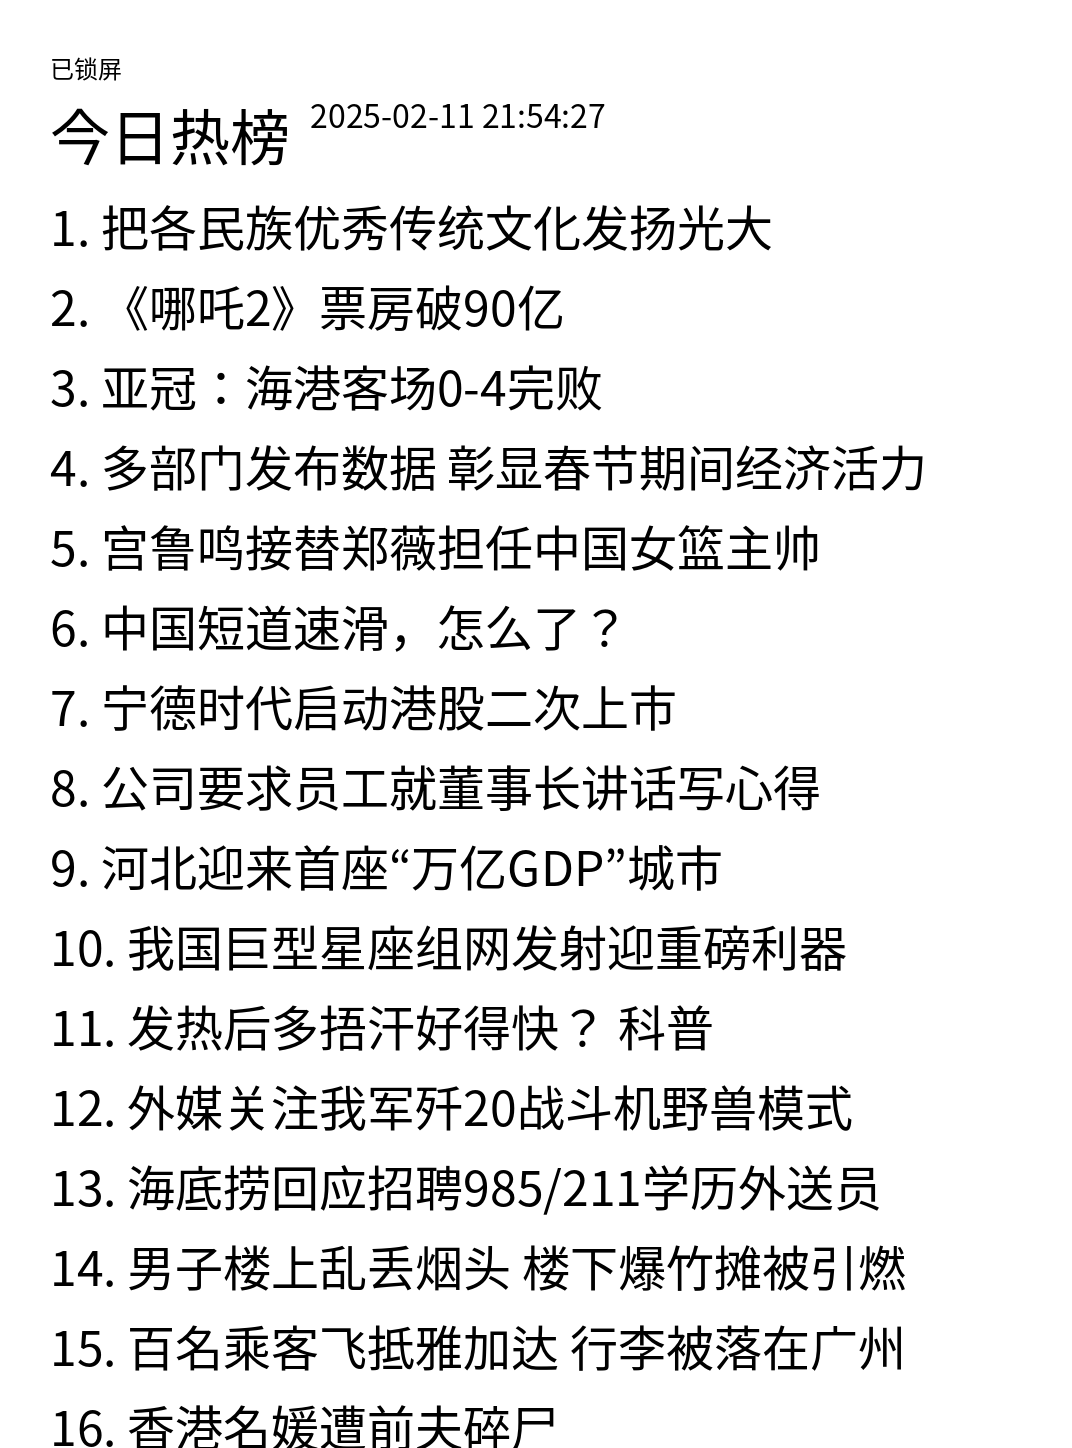 已锁屏
今日热榜 2025-02-11 21:54:27
1. 把各民族优秀传统文化发扬光大
2. 《哪吒2》票房破90亿
3. 亚冠：海港客场0-4完败
4. 多部门发布数据 彰显春节期间经济活力
5. 宫鲁鸣接替郑薇担任中国女篮主帅
6. 中国短道速滑，怎么了？
7. 宁德时代启动港股二次上市
8. 公司要求员工就董事长讲话写心得
9. 河北迎来首座“万亿GDP”城市
10. 我国巨型星座组网发射迎重磅利器
11. 发热后多捂汗好得快？ 科普
12. 外媒关注我军歼20战斗机野兽模式
13. 海底捞回应招聘985/211学历外送员
14. 男子楼上乱丢烟头 楼下爆竹摊被引燃
15. 百名乘客飞抵雅加达 行李被落在广州
16. 香港名媛遭前夫碎尸